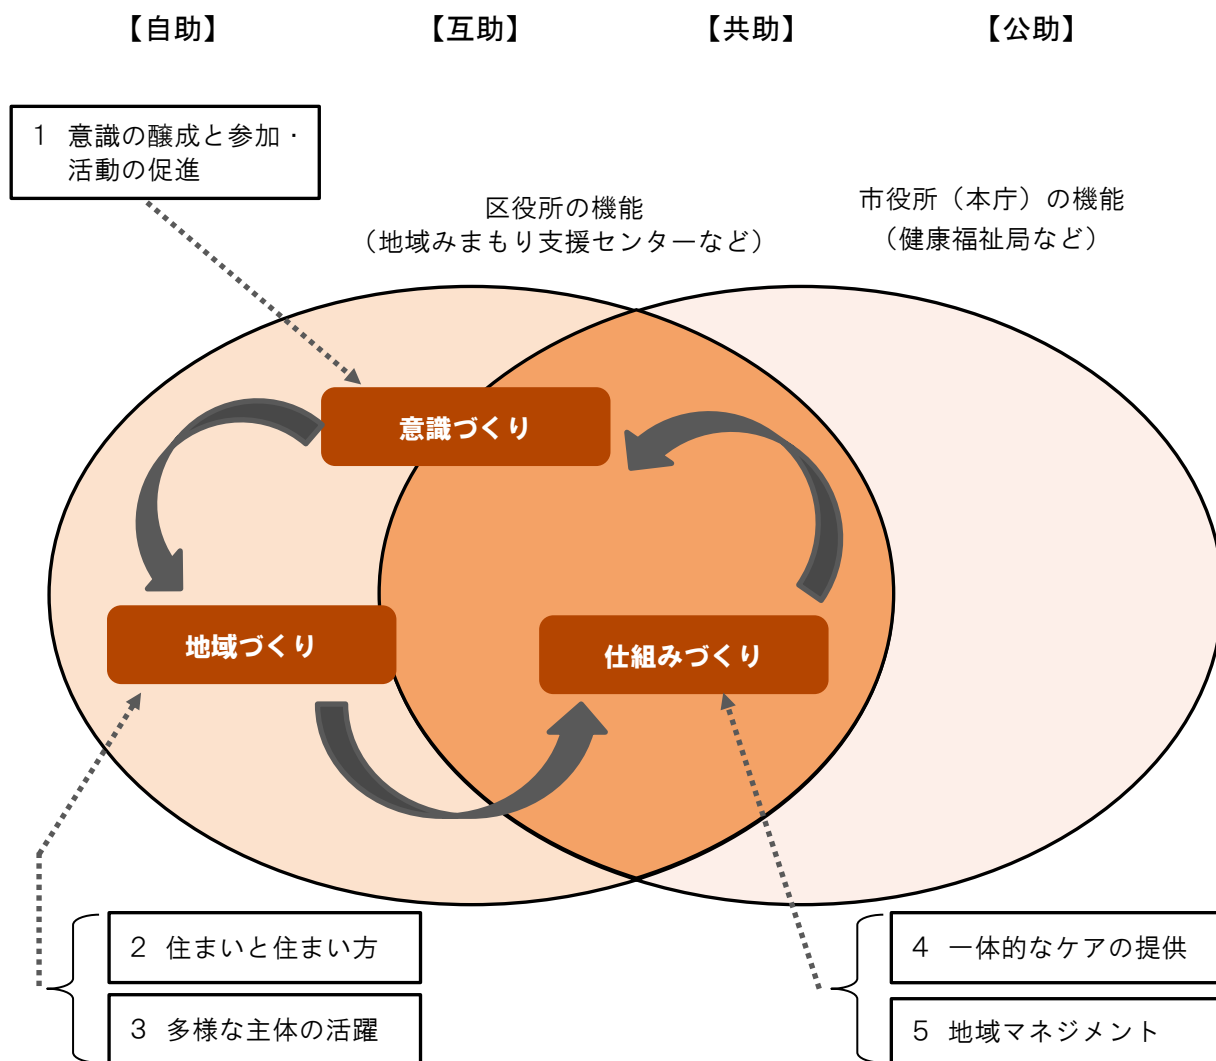 【自助】 【互助】 【共助】 【公助】
1 意識の醸成と参加・
活動の促進
区役所の機能
（地域みまもり支援センターなど）
市役所（本庁）の機能
（健康福祉局など）
意識づくり
地域づくり
仕組みづくり
2 住まいと住まい方
3 多様な主体の活躍
4 一体的なケアの提供
5 地域マネジメント